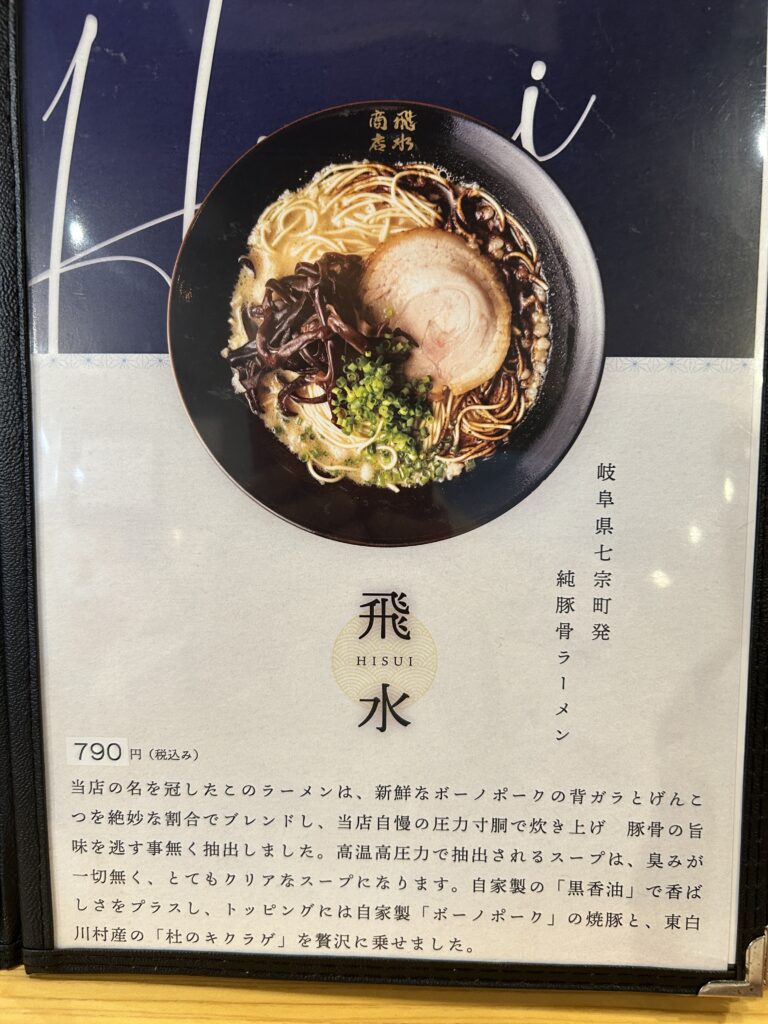 飛水
商店
岐阜県七宗町発
純豚骨ラーメン
飛
HISUI
水
790円（税込み）
当店の名を冠したこのラーメンは、新鮮なボーノポークの背ガラとげんこ
つを絶妙な割合でブレンドし、当店自慢の圧力寸胴で炊き上げ　豚骨の旨
味を逃す事無く抽出しました。高温高圧力で抽出されるスープは、臭みが
一切無く、とてもクリアなスープになります。自家製の「黒香油」で香ば
しさをプラスし、トッピングには自家製「ボーノポーク」の焼豚と、東白
川村産の「杜のキクラゲ」を贅沢に乗せました。